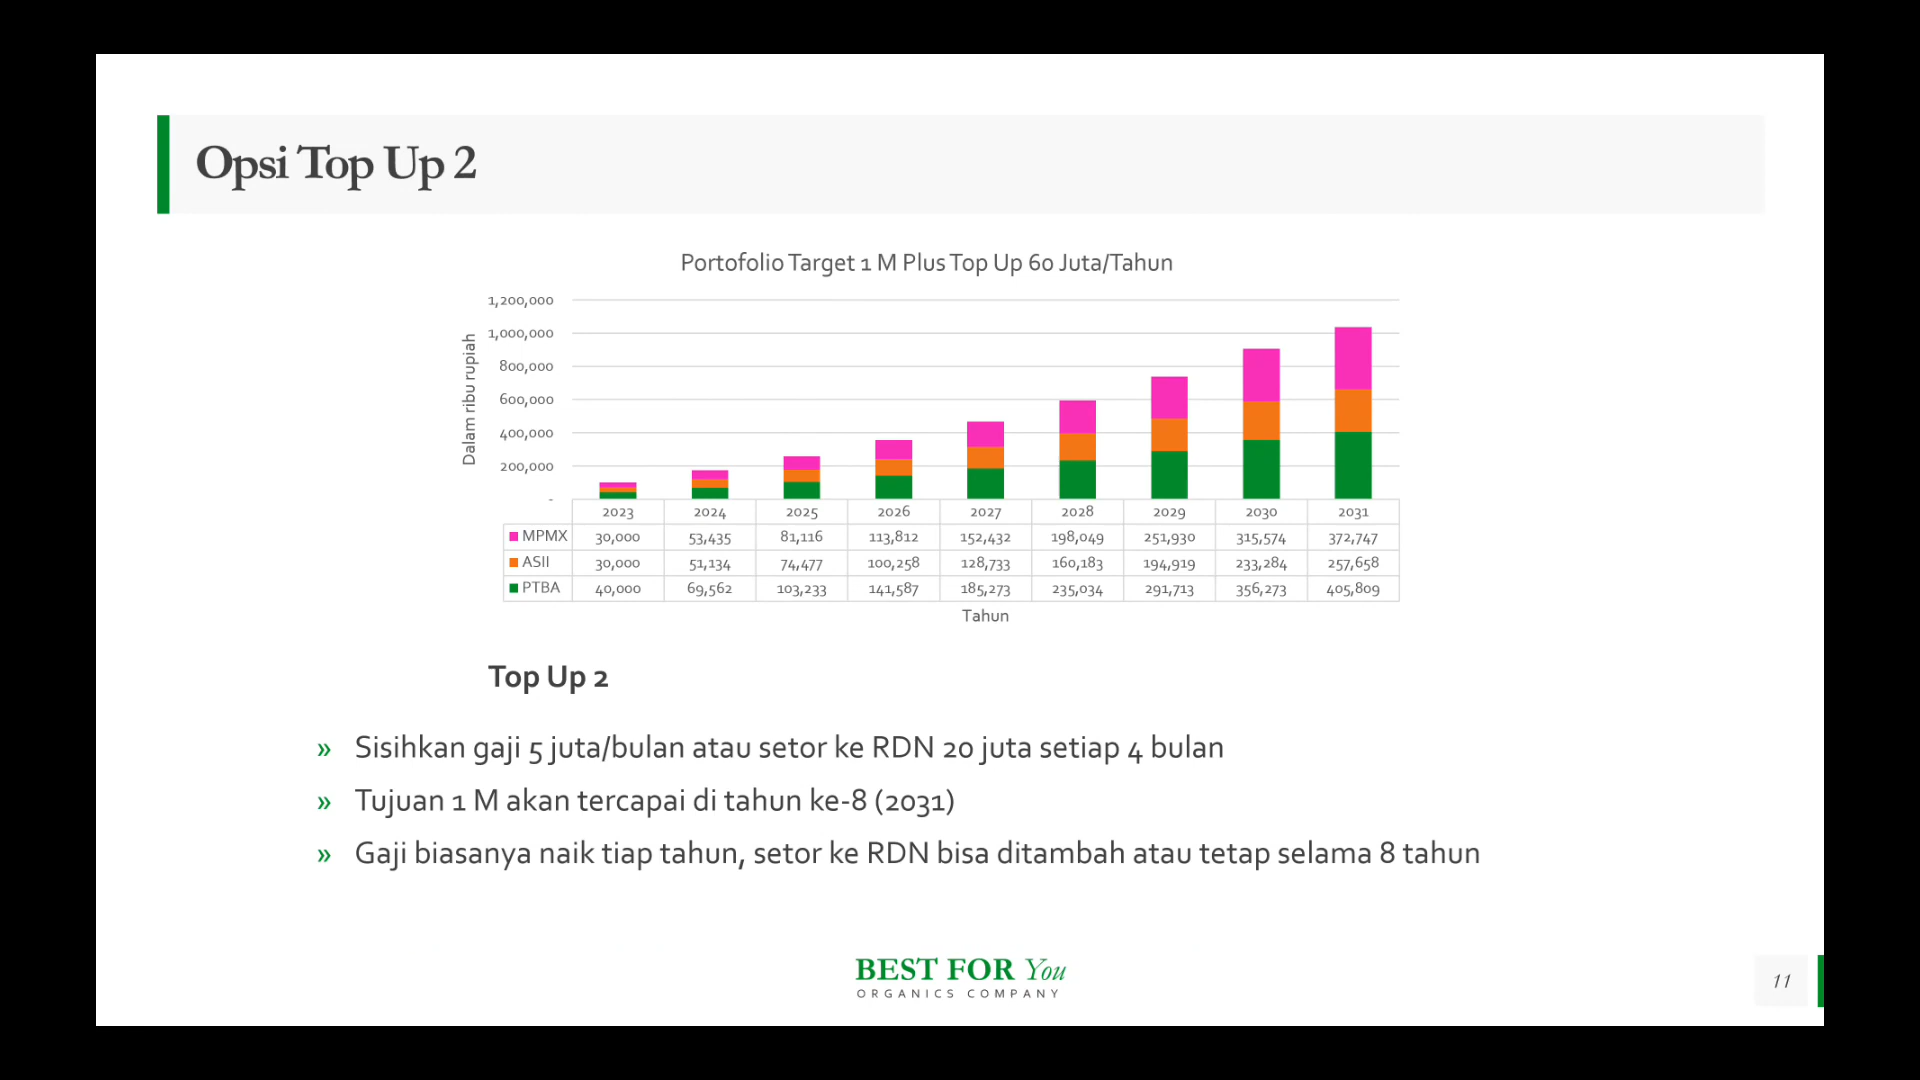 Opsi Top Up 2
Portofolio Target 1 M Plus Top Up 60 Juta/Tahun
Dalam ribu rupiah
1,200,000
1,000,000
800,000
600,000
400,000
200,000
-
2023 2024 2025 2026 2027 2028 2029 2030 2031
MPMX 30,000 53,435 81,116 113,812 152,432 198,049 251,930 315,574 372,747
ASII 30,000 51,134 74,477 100,258 128,733 160,183 194,919 233,284 257,658
PTBA 40,000 69,562 103,233 141,587 185,273 235,034 291,713 356,273 405,809
Tahun
Top Up 2
» Sisihkan gaji 5 juta/bulan atau setor ke RDN 20 juta setiap 4 bulan
» Tujuan 1 M akan tercapai di tahun ke-8 (2031)
» Gaji biasanya naik tiap tahun, setor ke RDN bisa ditambah atau tetap selama 8 tahun
BEST FOR You
ORGANICS COMPANY
11